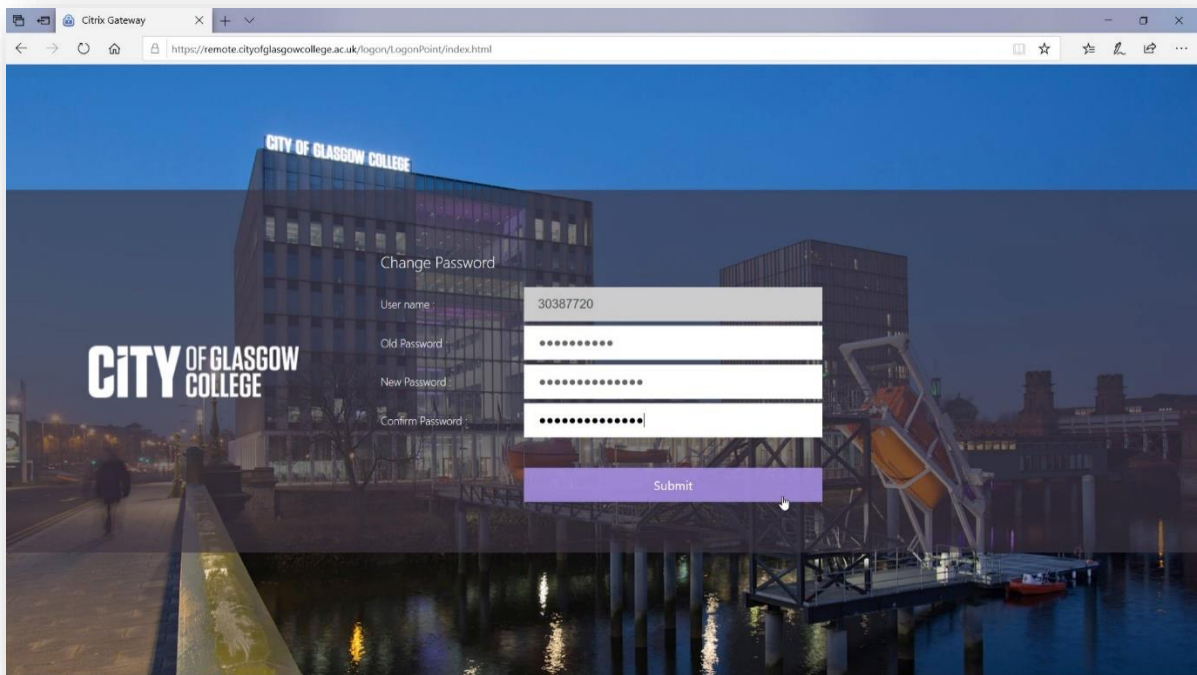 Citrix Gateway
https://remote.cityofglasgowcollege.ac.uk/logon/LogonPoint/index.html
CITY OF GLASGOW COLLEGE
Change Password
User name :
30387720
Old Password :
••••••••••
CiTY OF GLASGOW
COLLEGE
New Password :
••••••••••••••
Confirm Password :
••••••••••••••
Submit